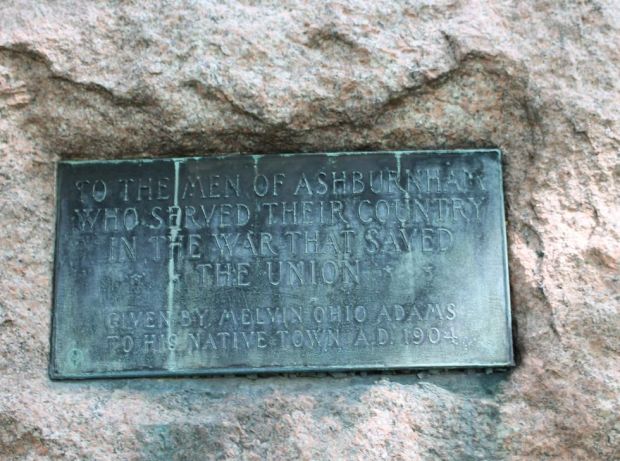 TO THE MEN OF ASHBURNHAM
WHO SERVED THEIR COUNTRY
IN THE WAR THAT SAVED
THE UNION
GIVEN BY MELVIN OHIO ADAMS
TO HIS NATIVE TOWN A.D. 1904